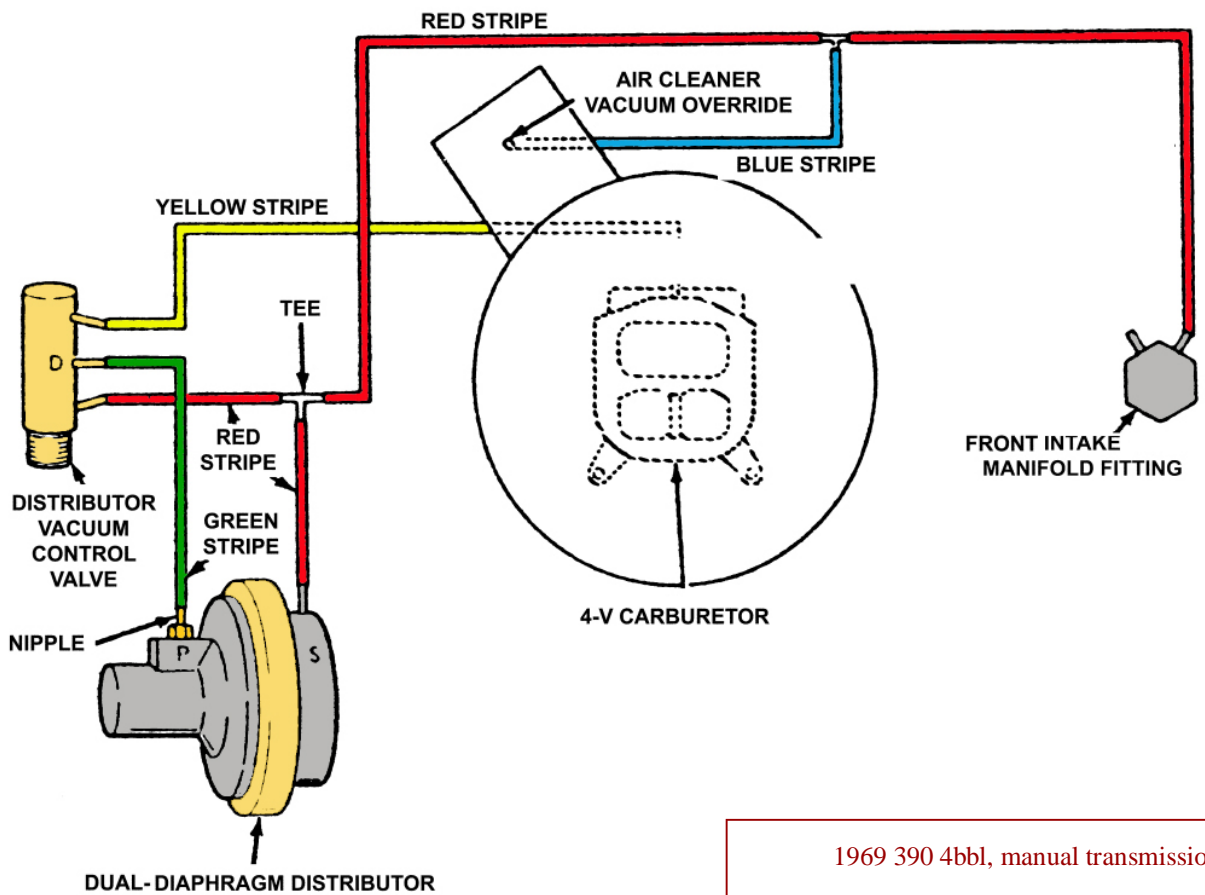 RED STRIPE
AIR CLEANER
VACUUM OVERRIDE
BLUE STRIPE
YELLOW STRIPE
TEE
D
RED
STRIPE
FRONT INTAKE
MANIFOLD FITTING
DISTRIBUTOR
VACUUM
CONTROL
VALVE
GREEN
STRIPE
4-V CARBURETOR
NIPPLE
P
S
DUAL-DIAPHRAGM DISTRIBUTOR
1969 390 4bbl, manual transmissio